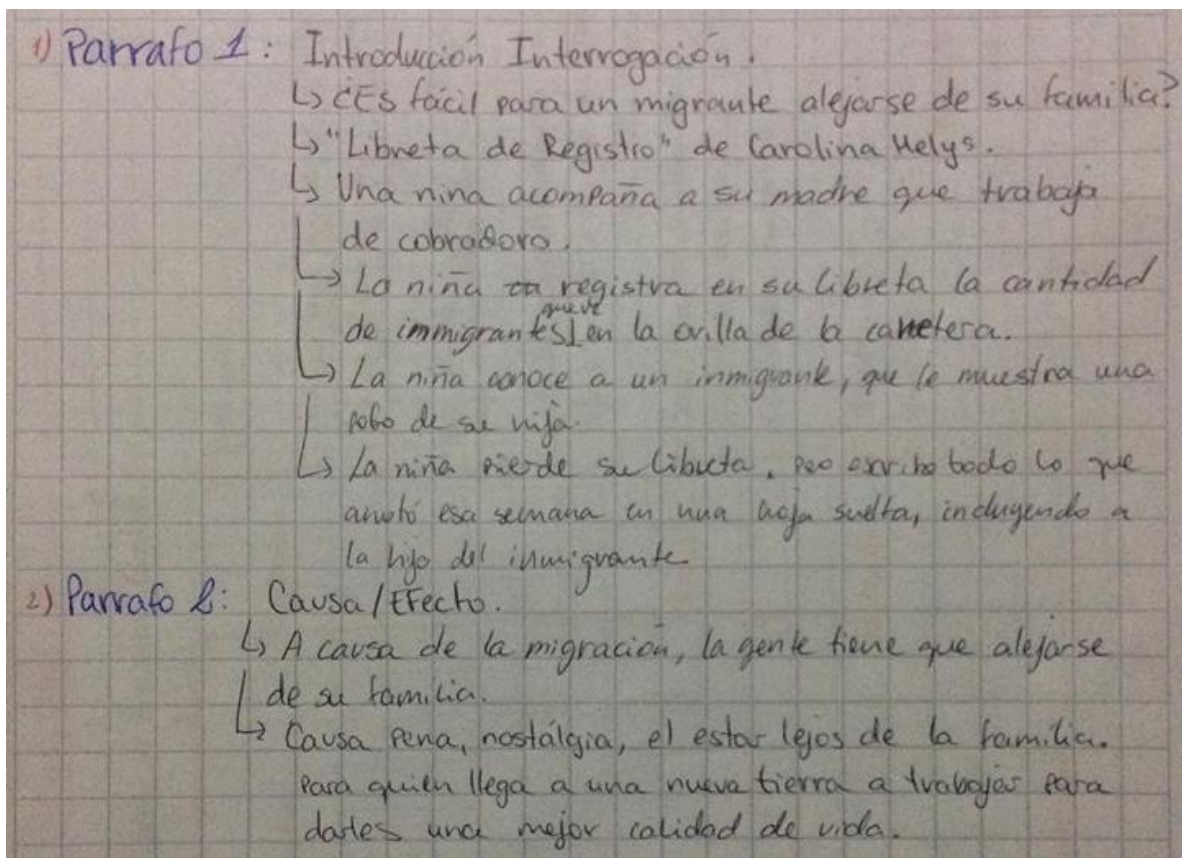 1) Parrafo 1: Introducción Interrogación.
↳ ¿Es fácil para un migrante alejarse de su familia?
↳ "Libreta de Registro" de Carolina Melys.
↳ Una nina acompaña a su madre que trabaja
de cobradora.
↳ La niña registra en su libreta la cantidad
de immigrantes que ve en la orilla de la carretera.
↳ La niña conoce a un inmigrante, que le muestra una
foto de su hija.
↳ La niña pierde su libreta, pero escribe todo lo que
anotó esa semana en una hoja suelta, incluyendo a
la hija del inmigrante
2) Parrafo 2: Causa/Efecto.
↳ A causa de la migración, la gente tiene que alejarse
de su familia.
↳ Causa pena, nostálgia, el estar lejos de la familia.
Para quien llega a una nueva tierra a trabajar para
darles una mejor calidad de vida.